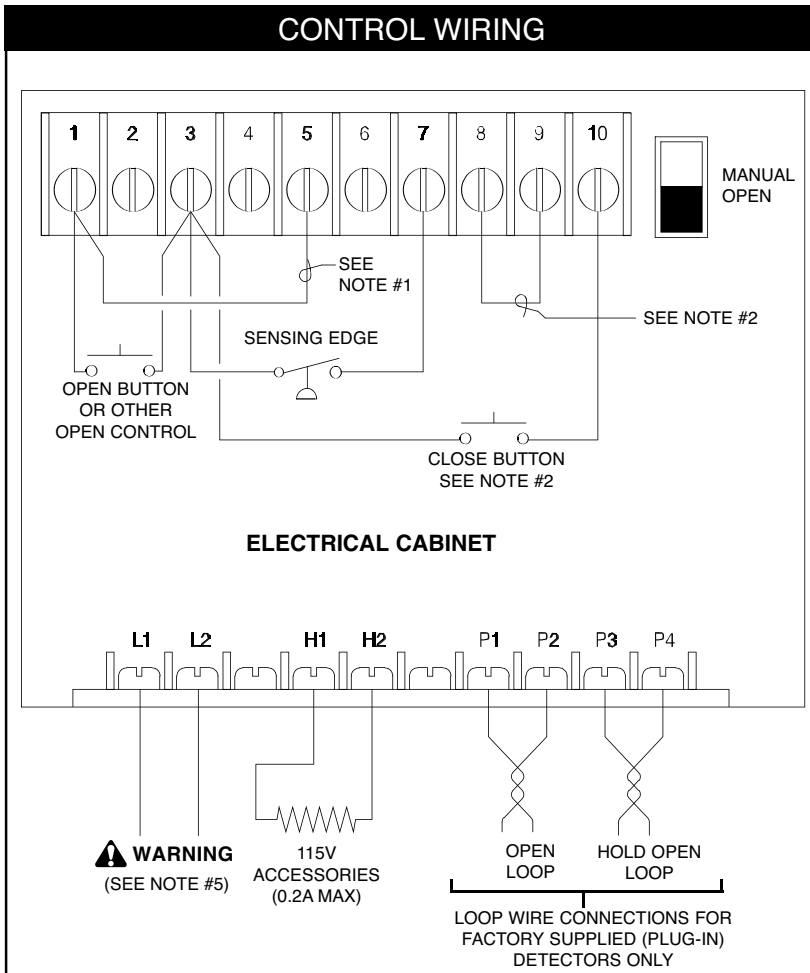 CONTROL WIRING
1 2 3 4 5 6 7 8 9 10
MANUAL
OPEN
SEE
NOTE #1
SEE NOTE #2
SENSING EDGE
OPEN BUTTON
OR OTHER
OPEN CONTROL
CLOSE BUTTON
SEE NOTE #2
ELECTRICAL CABINET
L1 L2 H1 H2 P1 P2 P3 P4
WARNING
(SEE NOTE #5)
115V
ACCESSORIES
(0.2A MAX)
OPEN
LOOP
HOLD OPEN
LOOP
LOOP WIRE CONNECTIONS FOR
FACTORY SUPPLIED (PLUG-IN)
DETECTORS ONLY